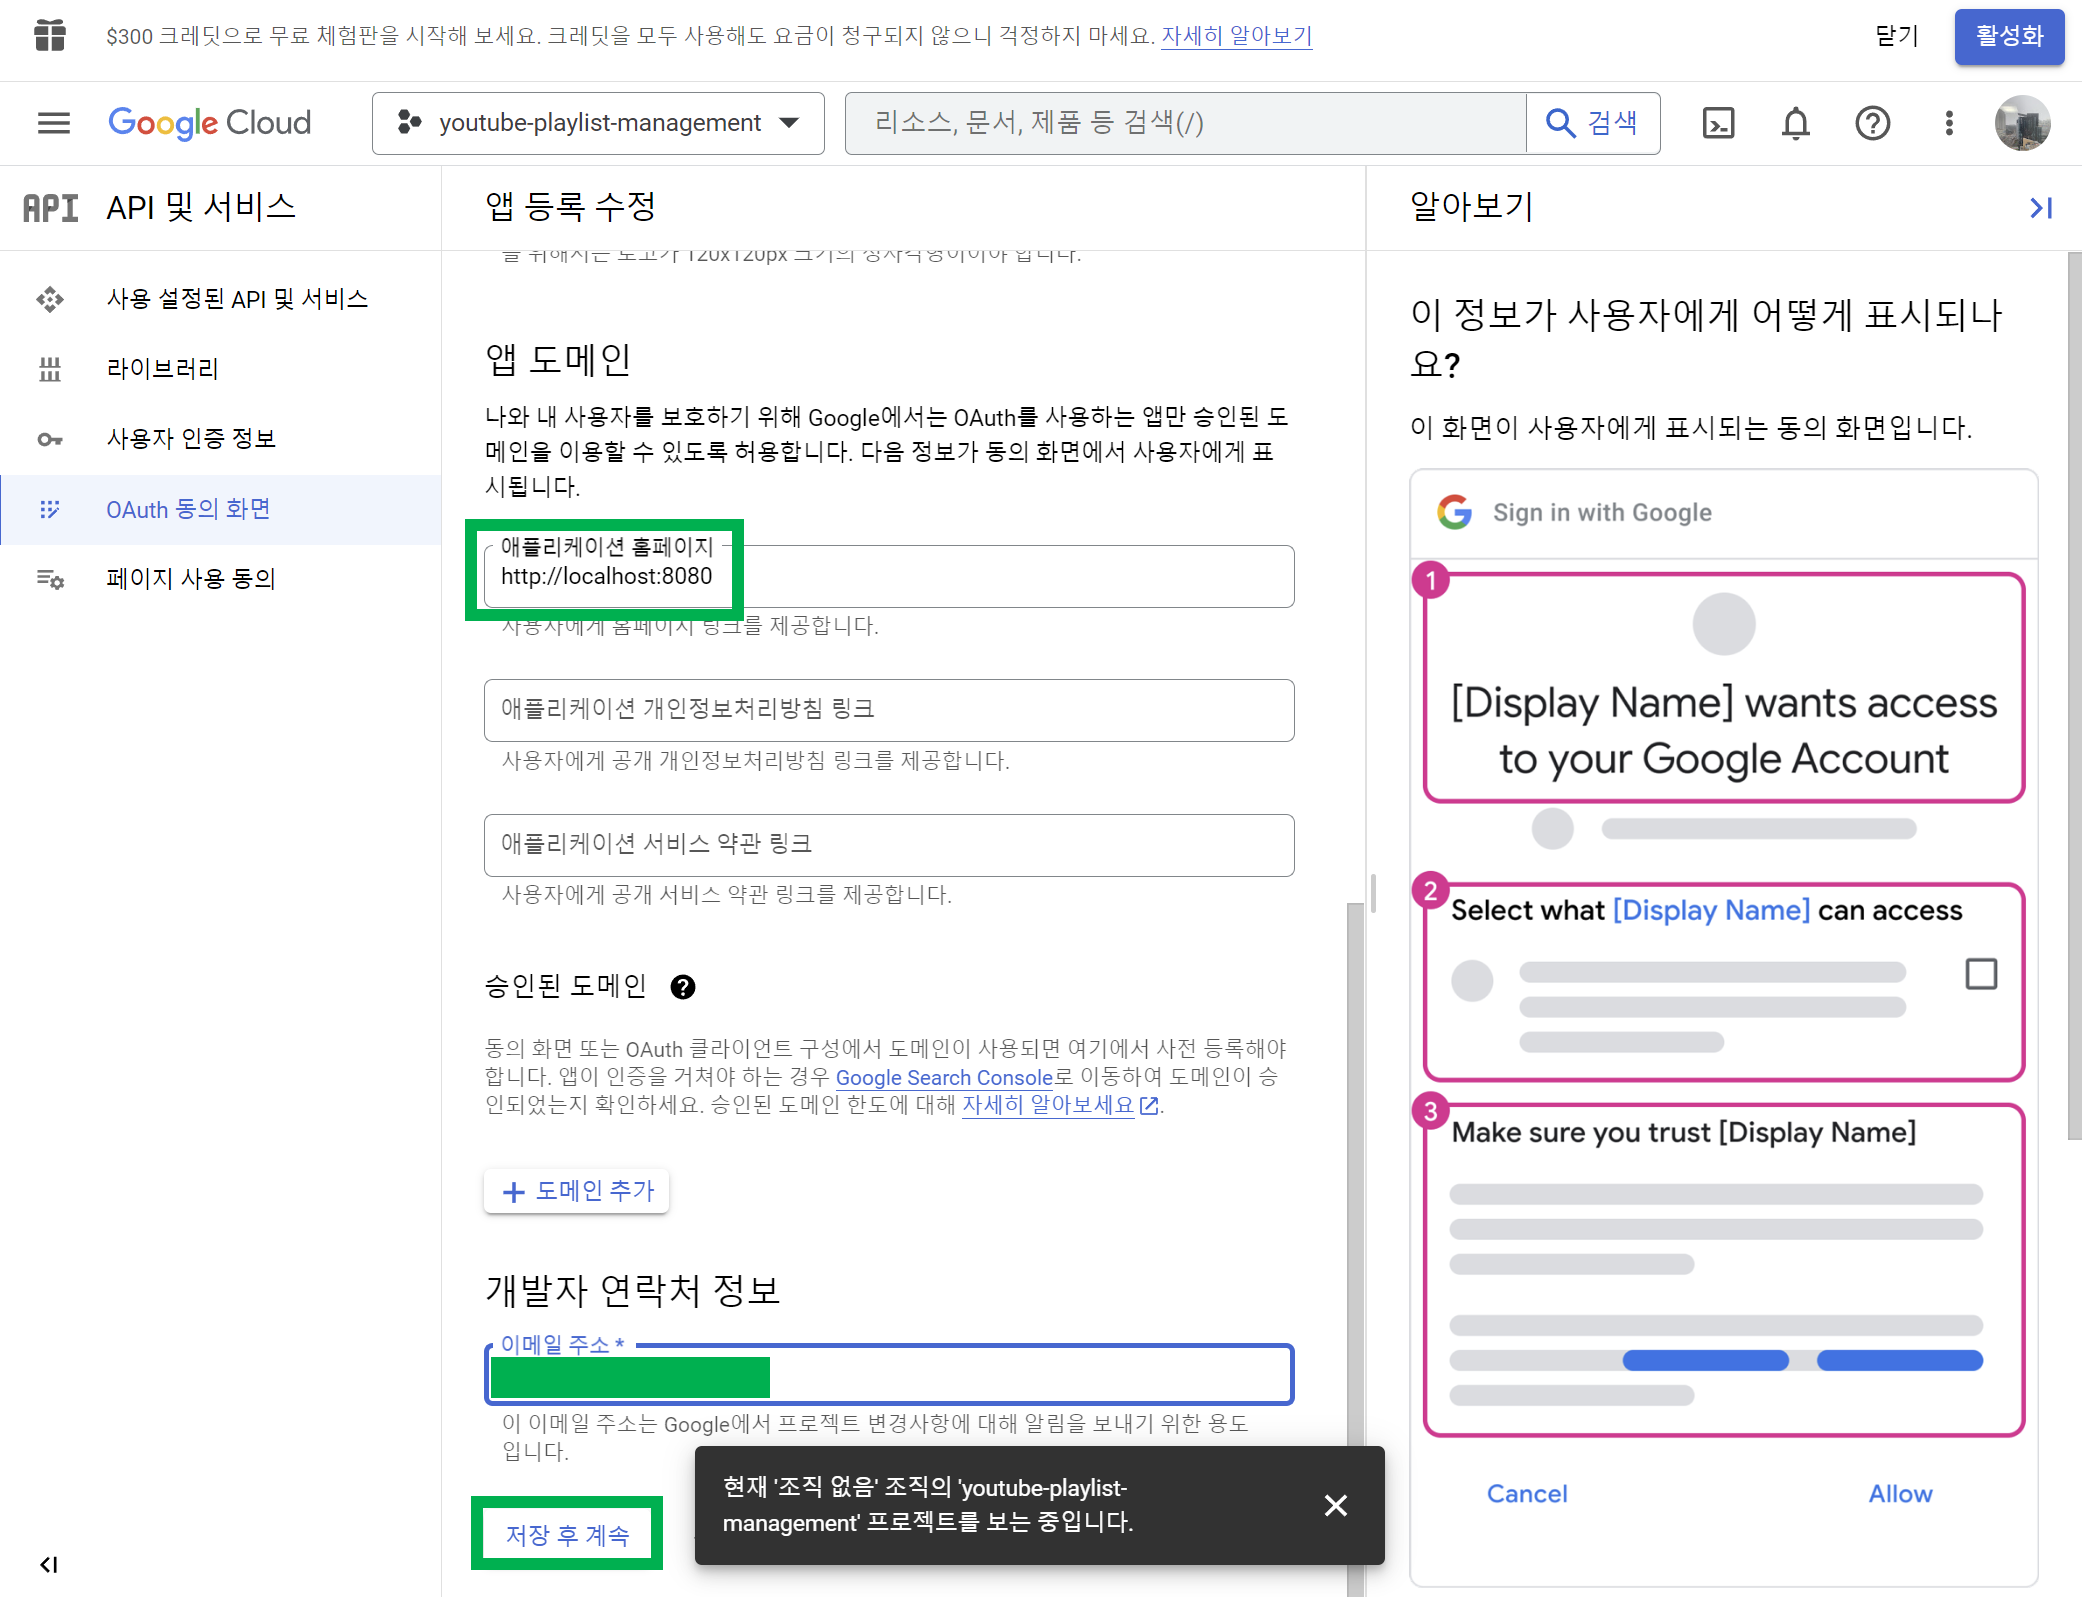 $300 크레딧으로 무료 체험판을 시작해 보세요. 크레딧을 모두 사용해도 요금이 청구되지 않으니 걱정하지 마세요. 자세히 알아보기
닫기
활성화
Google Cloud
youtube-playlist-management
리소스, 문서, 제품 등 검색(/)
검색
API
API 및 서비스
사용 설정된 API 및 서비스
라이브러리
사용자 인증 정보
OAuth 동의 화면
페이지 사용 동의
앱 등록 수정
를 위해서는 로고가 120x120px 크기의 정사각형이어야 합니다.
앱 도메인
나와 내 사용자를 보호하기 위해 Google에서는 OAuth를 사용하는 앱만 승인된 도
메인을 이용할 수 있도록 허용합니다. 다음 정보가 동의 화면에서 사용자에게 표
시됩니다.
애플리케이션 홈페이지
http://localhost:8080
사용자에게 홈페이지 링크를 제공합니다.
애플리케이션 개인정보처리방침 링크
사용자에게 공개 개인정보처리방침 링크를 제공합니다.
애플리케이션 서비스 약관 링크
사용자에게 공개 서비스 약관 링크를 제공합니다.
승인된 도메인
동의 화면 또는 OAuth 클라이언트 구성에서 도메인이 사용되면 여기에서 사전 등록해야
합니다. 앱이 인증을 거쳐야 하는 경우 Google Search Console로 이동하여 도메인이 승
인되었는지 확인하세요. 승인된 도메인 한도에 대해 자세히 알아보세요.
도메인 추가
개발자 연락처 정보
이메일 주소 *
이 이메일 주소는 Google에서 프로젝트 변경사항에 대해 알림을 보내기 위한 용도
입니다.
저장 후 계속
현재 '조직 없음' 조직의 'youtube-playlist-
management' 프로젝트를 보는 중입니다.
알아보기
이 정보가 사용자에게 어떻게 표시되나
요?
이 화면이 사용자에게 표시되는 동의 화면입니다.
Sign in with Google
1
[Display Name] wants access
to your Google Account
2
Select what [Display Name] can access
3
Make sure you trust [Display Name]
Cancel
Allow